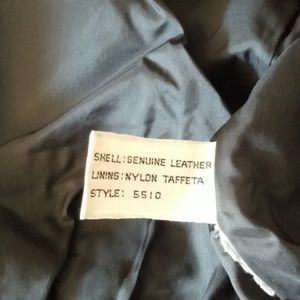 SHELL: GENUINE LEATHER
LINING: NYLON TAFFETA
STYLE: 5510